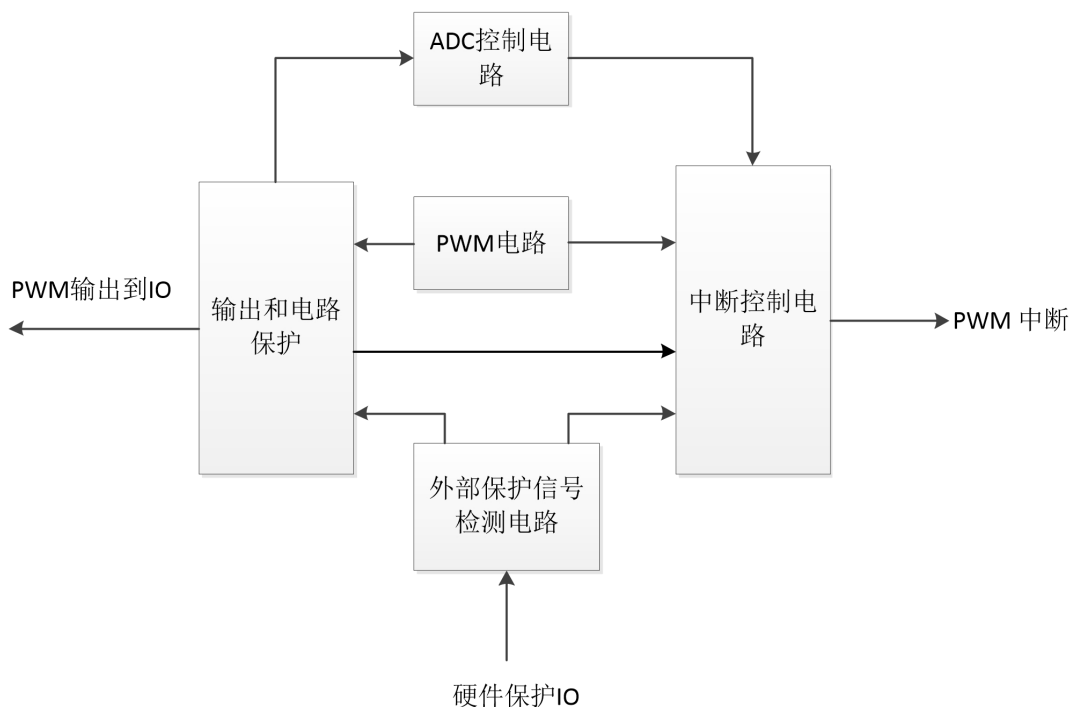 ADC控制电
路
PWM电路
PWM输出到IO
输出和电路
保护
中断控制电
路
PWM 中断
外部保护信号
检测电路
硬件保护IO